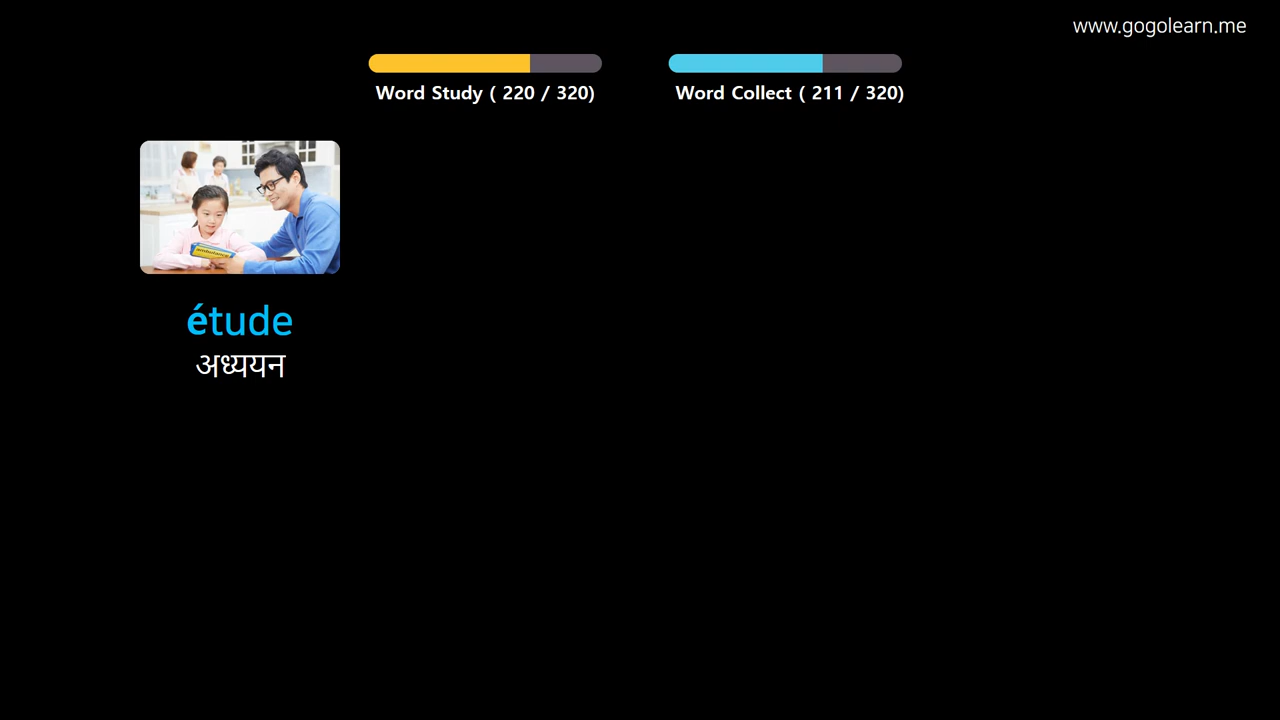 www.gogolearn.me
Word Study ( 220 / 320)
Word Collect ( 211 / 320)
étude
अध्ययन